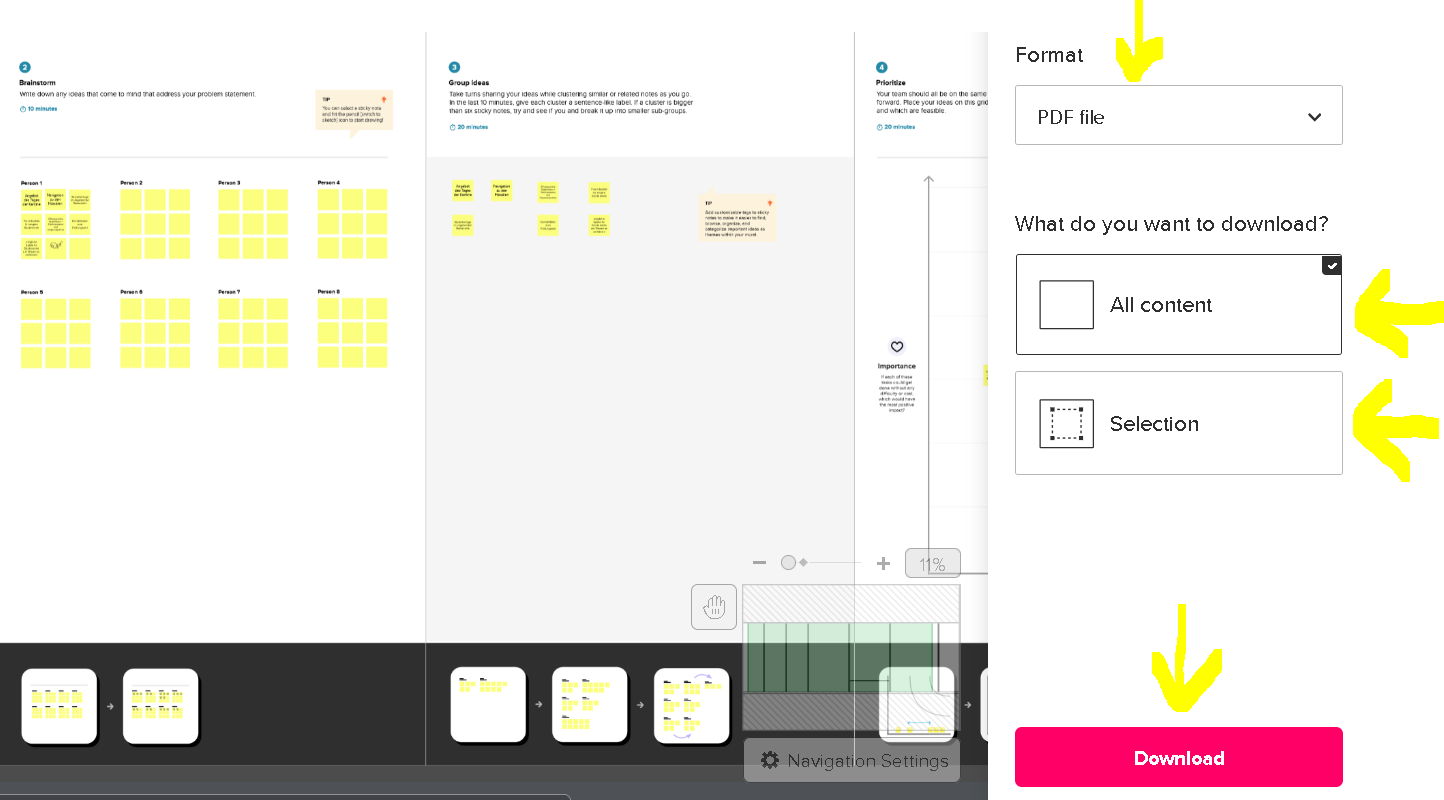 2
Brainstorm
Write down any ideas that come to mind that address your problem statement.
10 minutes
TIP
You can select a sticky note
and hit the pencil [switch to
sketch] icon to start drawing!
Person 1
Person 2
Person 3
Person 4
Person 5
Person 6
Person 7
Person 8
3
Group ideas
Take turns sharing your ideas while clustering similar or related notes as you go.
In the last 10 minutes, give each cluster a sentence-like label. If a cluster is bigger
than six sticky notes, try and see if you and break it up into smaller sub-groups.
20 minutes
TIP
Add customizable tags to sticky
notes to make it easier to find,
browse, organize, and
categorize important ideas as
themes within your mural.
4
Prioritize
Your team should all be on the same
forward. Place your ideas on this grid
and which are feasible.
20 minutes
Importance
If each of these
tasks could get
done without any
difficulty or cost,
which would have
the most positive
impact?
11%
Navigation Settings
Format
PDF file
What do you want to download?
All content
Selection
Download